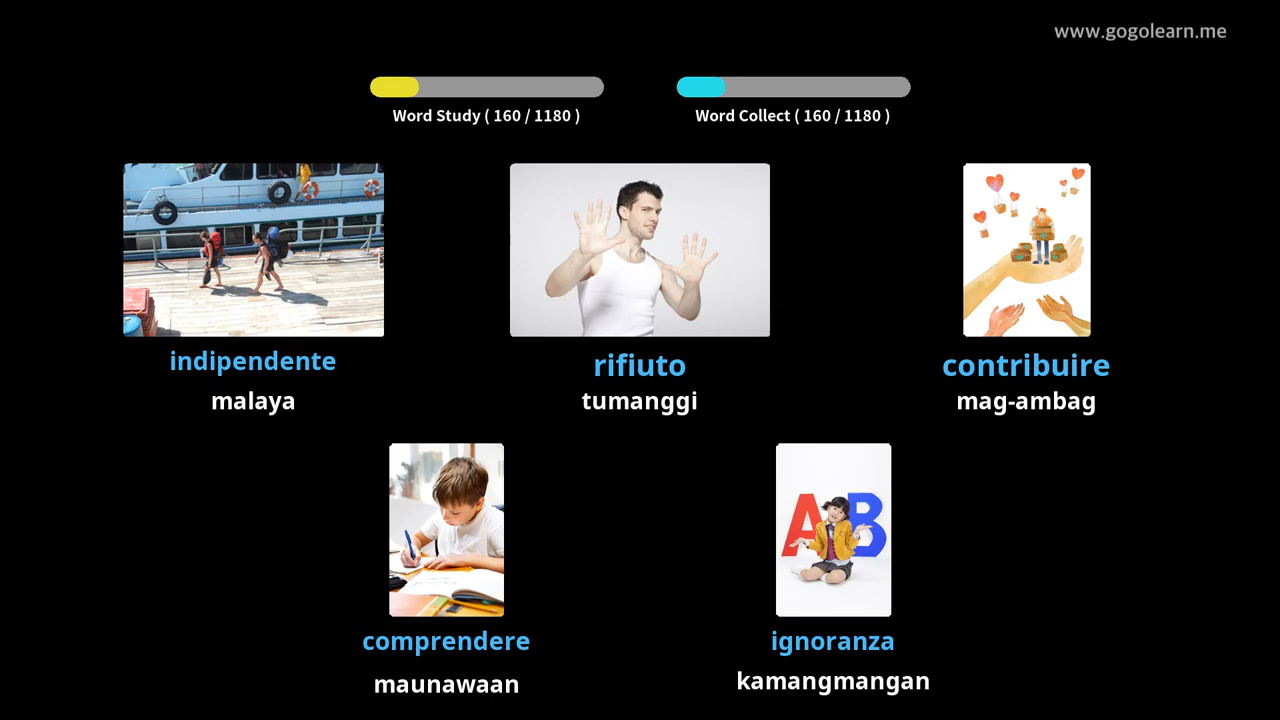 www.gogolearn.me
Word Study ( 160 / 1180 )
Word Collect ( 160 / 1180 )
indipendente
malaya
rifiuto
tumanggi
contribuire
mag-ambag
comprendere
maunawaan
A B
ignoranza
kamangmangan